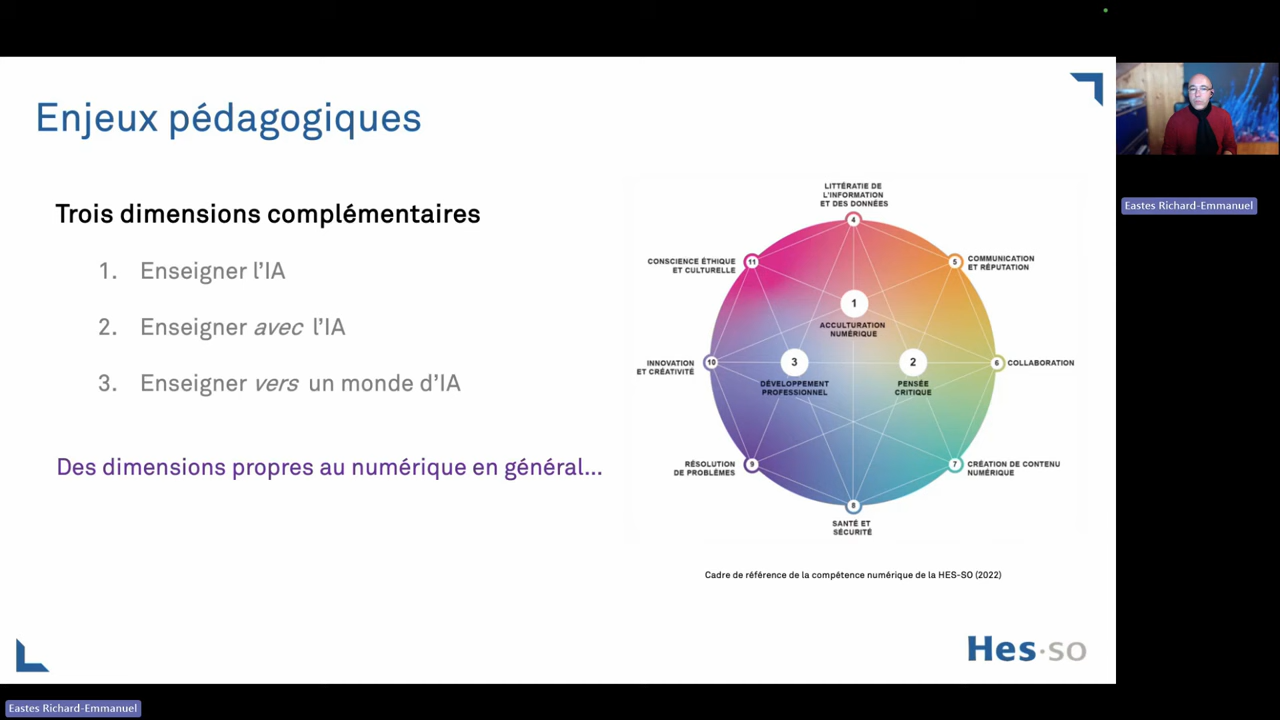 Enjeux pédagogiques
Trois dimensions complémentaires
1. Enseigner l’IA
2. Enseigner avec l’IA
3. Enseigner vers un monde d’IA
Des dimensions propres au numérique en général...
LITTÉRATIE DE
L’INFORMATION
ET DES DONNÉES
4
CONSCIENCE ÉTHIQUE
ET CULTURELLE
11
5
COMMUNICATION
ET RÉPUTATION
1
ACCULTURATION
NUMÉRIQUE
INNOVATION
ET CRÉATIVITÉ
10
3
DÉVELOPPEMENT
PROFESSIONNEL
2
PENSÉE
CRITIQUE
6
COLLABORATION
RÉSOLUTION
DE PROBLÈMES
9
7
CRÉATION DE CONTENU
NUMÉRIQUE
8
SANTÉ ET
SÉCURITÉ
Cadre de référence de la compétence numérique de la HES-SO (2022)
Hes·so
Eastes Richard-Emmanuel
Eastes Richard-Emmanuel